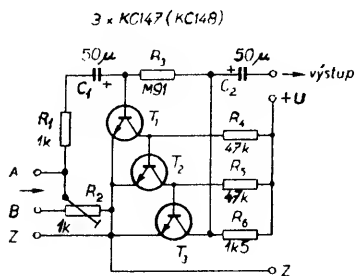 3 × KC147 (KC148)
50µ R3 50µ
C1 M91 C2 výstup
+U
T1
R1
1k
R4
47k
T2
A
R5
47k
R2
B
1k
R6
1k5
Z
T3
Z